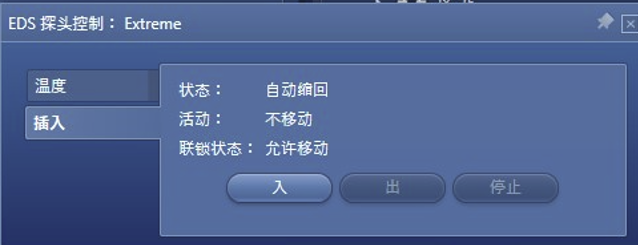 EDS 探头控制： Extreme
温度
插入
状态： 自动缩回
活动： 不移动
联锁状态： 允许移动
入 出 停止